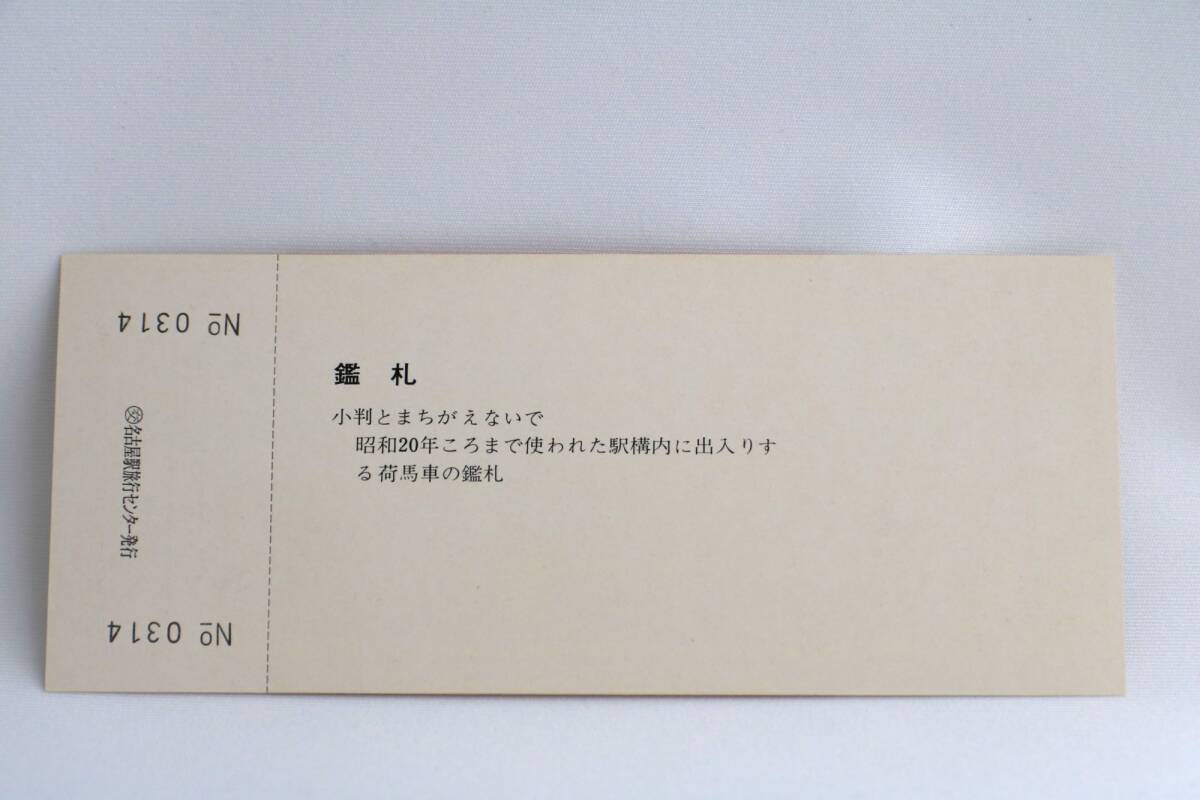 No 0314
名古屋駅旅行センター発行
No 0314
鑑 札
小判とまちがえないで
昭和20年ころまで使われた駅構内に出入りす
る荷馬車の鑑札